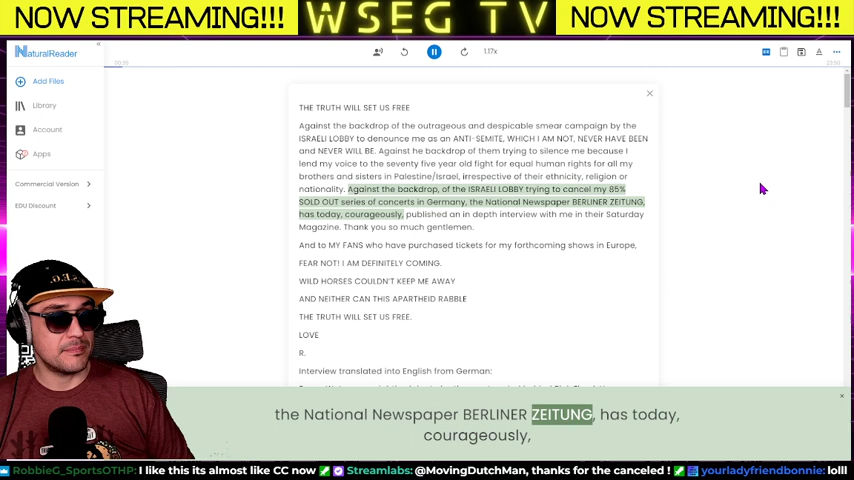 NOW STREAMING!!! WSEG TV NOW STREAMING!!!
NaturalReader
1.17x
Add Files
Library
Account
Apps
Commercial Version
EDU Discount
THE TRUTH WILL SET US FREE
Against the backdrop of the outrageous and despicable smear campaign by the
ISRAELI LOBBY to denounce me as an ANTI-SEMITE, WHICH I AM NOT, NEVER HAVE BEEN
and NEVER WILL BE. Against he backdrop of them trying to silence me because I
lend my voice to the seventy five year old fight for equal human rights for all my
brothers and sisters in Palestine/Israel, irrespective of their ethnicity, religion or
nationality. Against the backdrop, of the ISRAELI LOBBY trying to cancel my 85%
SOLD OUT series of concerts in Germany, the National Newspaper BERLINER ZEITUNG,
has today, courageously, published an in depth interview with me in their Saturday
Magazine. Thank you so much gentlemen.
And to MY FANS who have purchased tickets for my forthcoming shows in Europe,
FEAR NOT! I AM DEFINITELY COMING.
WILD HORSES COULDN'T KEEP ME AWAY
AND NEITHER CAN THIS APARTHEID RABBLE
THE TRUTH WILL SET US FREE.
LOVE
R.
Interview translated into English from German:
the National Newspaper BERLINER ZEITUNG, has today,
courageously,
RobbieG_SportsOTHP: I like this its almost like CC now Streamlabs: @MovingDutchMan, thanks for the canceled ! yourladyfriendbonnie: lolll